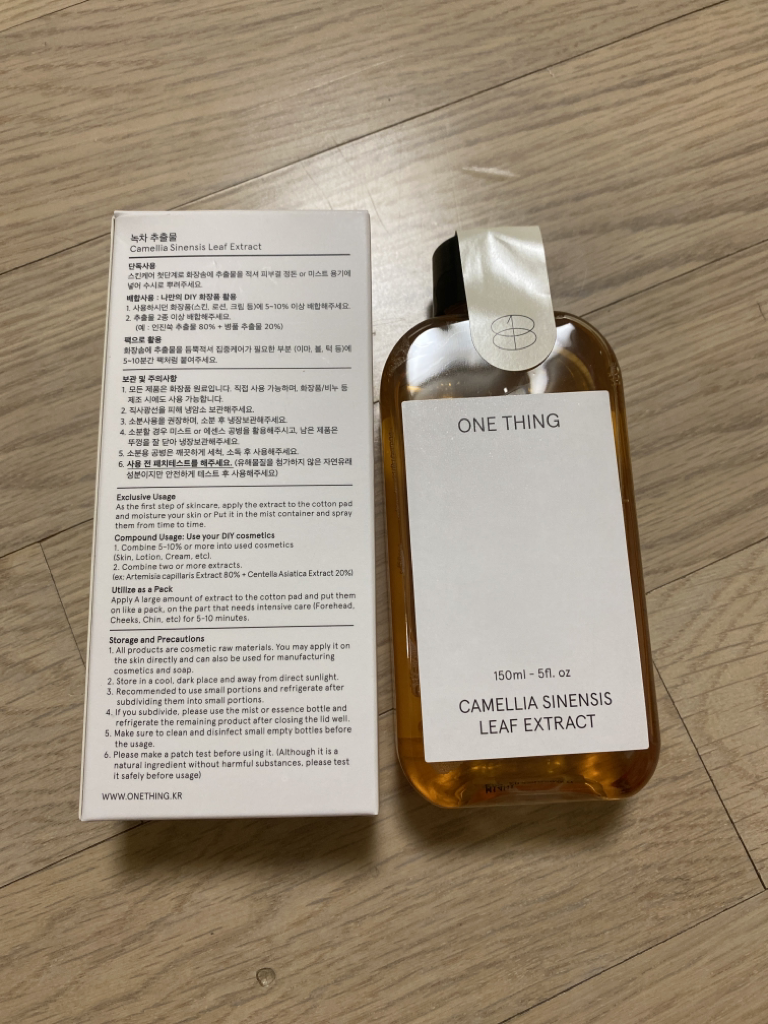 녹차 추출물
Camellia Sinensis Leaf Extract
단독사용
스킨케어 첫단계로 화장솜에 추출물을 적셔 피부결 정돈 or 미스트 용기에
넣어 수시로 뿌려주세요.
배합사용 : 나만의 DIY 화장품 활용
1. 사용하시던 화장품(스킨, 로션, 크림 등)에 5~10% 이상 배합해주세요.
2. 추출물 2종 이상 배합해주세요.
(예 : 인진쑥 추출물 80% + 병풀 추출물 20%)
팩으로 활용
화장솜에 추출물을 듬뿍적셔 집중케어가 필요한 부분 (이마, 볼, 턱 등)에
5~10분간 팩처럼 붙여주세요.
보관 및 주의사항
1. 모든 제품은 화장품 원료입니다. 직접 사용 가능하며, 화장품/비누 등
제조 시에도 사용 가능합니다.
2. 직사광선을 피해 냉암소 보관해주세요.
3. 소분사용을 권장하며, 소분 후 냉장보관해주세요.
4. 소분할 경우 미스트 or 에센스 공병을 활용해주시고, 남은 제품은
뚜껑을 잘 닫아 냉장보관해주세요.
5. 소분용 공병은 깨끗하게 세척, 소독 후 사용해주세요.
6. 사용 전 패치테스트를 해주세요. (유해물질을 첨가하지 않은 자연유래
성분이지만 안전하게 테스트 후 사용해주세요)
Exclusive Usage
As the first step of skincare, apply the extract to the cotton pad
and moisture your skin or Put it in the mist container and spray
them from time to time.
Compound Usage: Use your DIY cosmetics
1. Combine 5-10% or more into used cosmetics
(Skin, Lotion, Cream, etc).
2. Combine two or more extracts.
(ex: Artemisia capillaris Extract 80% + Centella Asiatica Extract 20%)
Utilize as a Pack
Apply A large amount of extract to the cotton pad and put them
on like a pack, on the part that needs intensive care (Forehead,
Cheeks, Chin, etc) for 5-10 minutes.
Storage and Precautions
1. All products are cosmetic raw materials. You may apply it on
the skin directly and can also be used for manufacturing
cosmetics and soap.
2. Store in a cool, dark place and away from direct sunlight.
3. Recommended to use small portions and refrigerate after
subdividing them into small portions.
4. If you subdivide, please use the mist or essence bottle and
refrigerate the remaining product after closing the lid well.
5. Make sure to clean and disinfect small empty bottles before
the usage.
6. Please make a patch test before using it. (Although it is a
natural ingredient without harmful substances, please test
it safely before usage)
WWW.ONETHING.KR
ONE THING
150ml - 5fl. oz
CAMELLIA SINENSIS
LEAF EXTRACT